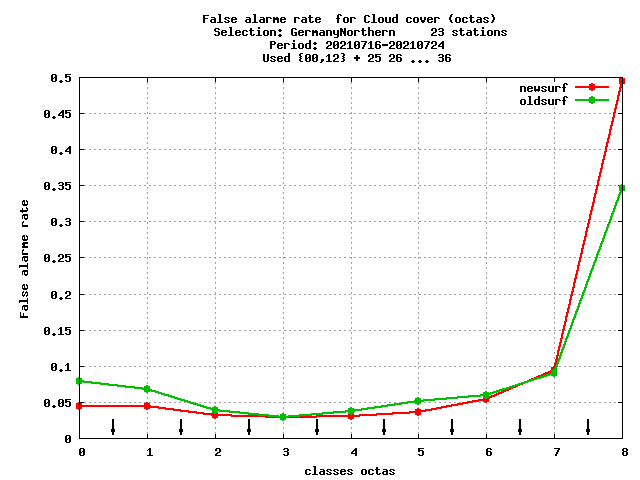 False alarme rate  for Cloud cover (octas)
Selection: GermanyNorthern     23 stations
Period: 20210716-20210724
Used {00,12} + 25 26 ... 36
newsurf
oldsurf
0.5
0.45
0.4
0.35
0.3
0.25
0.2
0.15
0.1
0.05
0
False alarme rate
0 1 2 3 4 5 6 7 8
classes octas